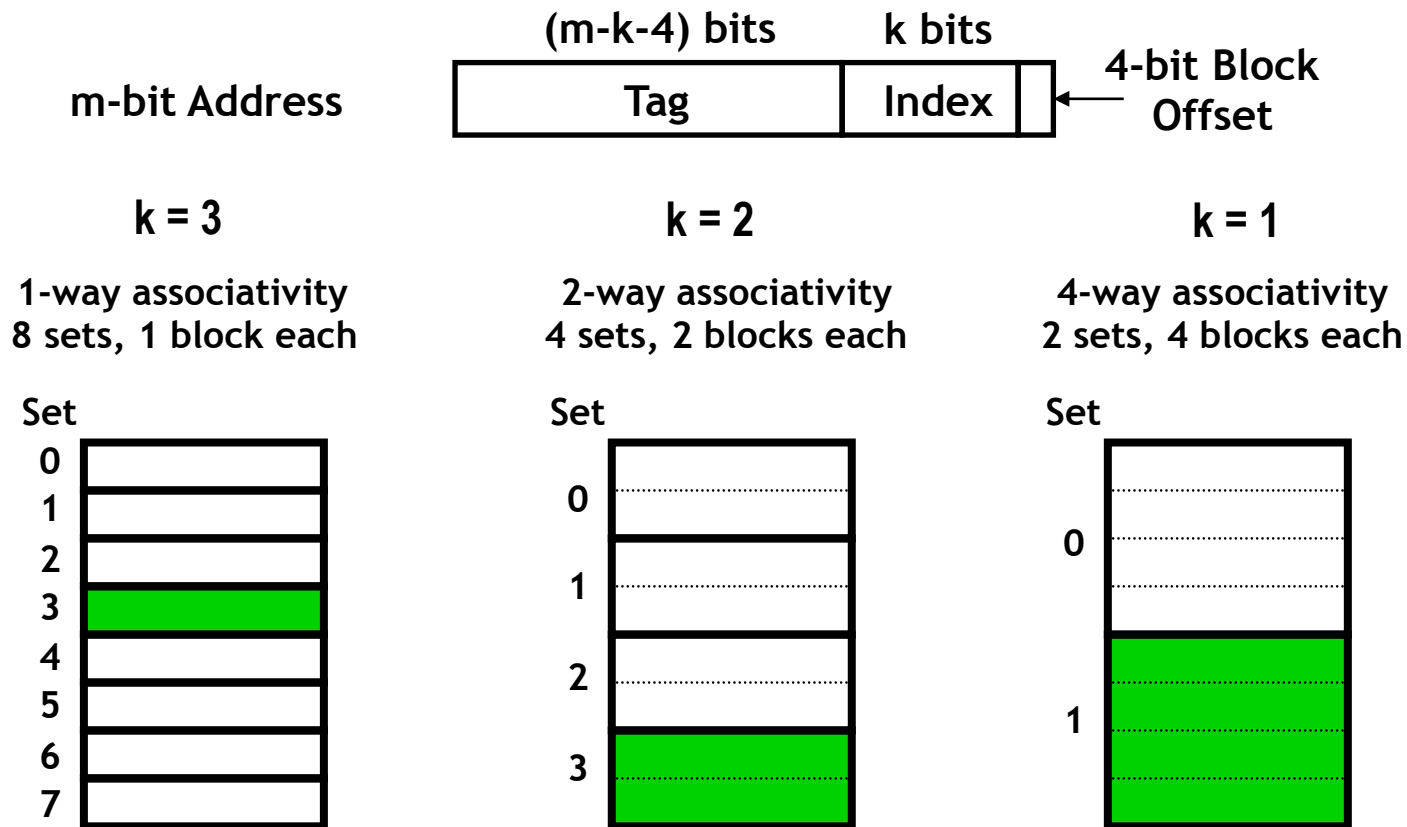 (m-k-4) bits
k bits
m-bit Address
Tag
Index
4-bit Block
Offset
k = 3
1-way associativity
8 sets, 1 block each
Set
0
1
2
3
4
5
6
7
k = 2
2-way associativity
4 sets, 2 blocks each
Set
0
1
2
3
k = 1
4-way associativity
2 sets, 4 blocks each
Set
0
1